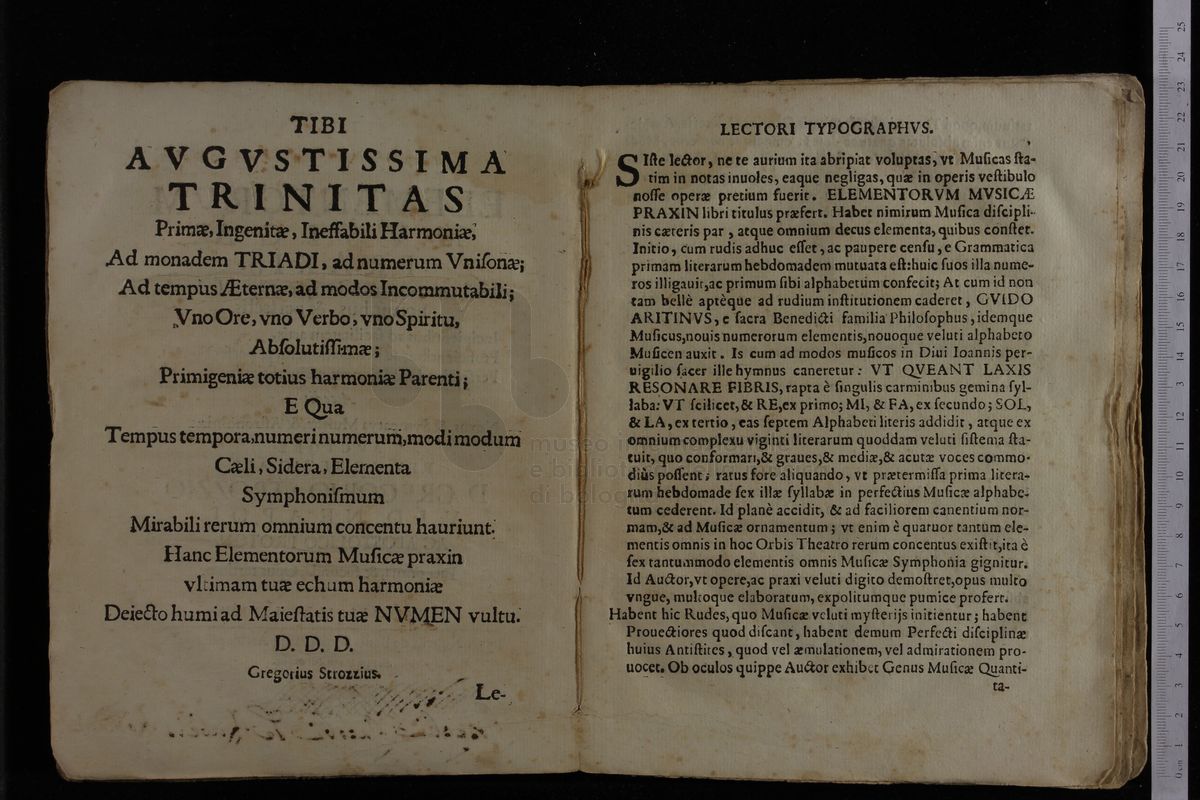 TIBI
AVGVSTISSIMA
TRINITAS
Primæ, Ingenitæ, Ineffabili Harmoniæ,
Ad monadem TRIADI, ad numerum Vnisonæ;
Ad tempus Æternæ, ad modos Incommutabili;
Vno Ore, vno Verbo, vno Spiritu,
Absolutissimæ;
Primigeniæ totius harmoniæ Parenti;
E Qua
Tempus tempora, numeri numerum, modi modum
Cæli, Sidera, Elementa
Symphonismum
Mirabili rerum omnium concentu hauriunt.
Hanc Elementorum Musicæ praxin
vltimam tuæ echum harmoniæ
Deiecto humi ad Maiestatis tuæ NVMEN vultu.
D. D. D.
Gregorius Strozzius.
Le-
LECTORI TYPOGRAPHVS.
SIste lector, ne te aurium ita abripiat voluptas, vt Musicas sta-
tim in notas inuoles, eaque negligas, quæ in operis vestibulo
nosse operæ pretium fuerit. ELEMENTORVM MVSICÆ
PRAXIN libri titulus præfert. Habet nimirum Musica discipli-
nis cæteris par, atque omnium decus elementa, quibus constet.
Initio, cum rudis adhuc esset, ac paupere censu, e Grammatica
primam literarum hebdomadem mutuata est: huic suos illa nume-
ros illigauit, ac primum sibi alphabetum confecit; At cum id non
tam bellè aptèque ad rudium institutionem caderet, GVIDO
ARITINVS, e sacra Benedicti familia Philosophus, idemque
Musicus, nouis numerorum elementis, nouoque veluti alphabeto
Musicen auxit. Is cum ad modos musicos in Diui Ioannis per-
uigilio sacer ille hymnus caneretur: VT QVEANT LAXIS
RESONARE FIBRIS, rapta è singulis carminibus gemina syl-
laba: VT scilicet, & RE, ex primo; MI, & FA, ex secundo; SOL,
& LA, ex tertio, eas septem Alphabeti literis addidit, atque ex
omnium complexu viginti literarum quoddam veluti sistema sta-
tuit, quo conformari, & graues, & mediæ, & acutæ voces commo-
diùs possent; ratus fore aliquando, vt prætermissa prima litera-
rum hebdomade sex illæ syllabæ in perfectius Musicæ alphabe-
tum cederent. Id planè accidit, & ad faciliorem canentium nor-
mam, & ad Musicæ ornamentum; vt enim è quatuor tantum ele-
mentis omnis in hoc Orbis Theatro rerum concentus existit, ita è
sex tantummodo elementis omnis Musicæ Symphonia gignitur.
Id Auctor, vt opere, ac praxi veluti digito demostret, opus multo
vngue, multoque elaboratum, expolitumque pumice profert.
Habent hic Rudes, quo Musicæ veluti mysterijs initientur; habent
Prouectiores quod discant, habent demum Perfecti disciplinæ
huius Antistites, quod vel æmulationem, vel admirationem pro-
uocet. Ob oculos quippe Auctor exhibet Genus Musicæ Quanti-
ta-